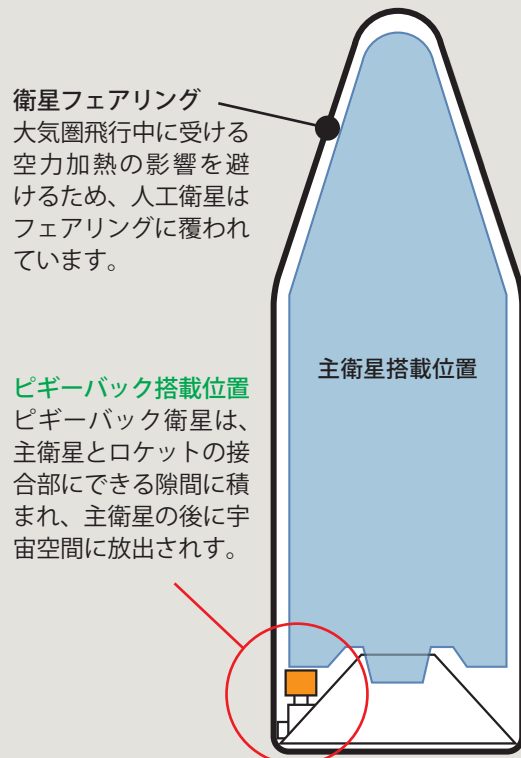 衛星フェアリング
大気圏飛行中に受ける
空力加熱の影響を避
けるため、人工衛星は
フェアリングに覆われ
ています。
主衛星搭載位置
ピギーバック搭載位置
ピギーバック衛星は、
主衛星とロケットの接
合部にできる隙間に積
まれ、主衛星の後に宇
宙空間に放出されす。